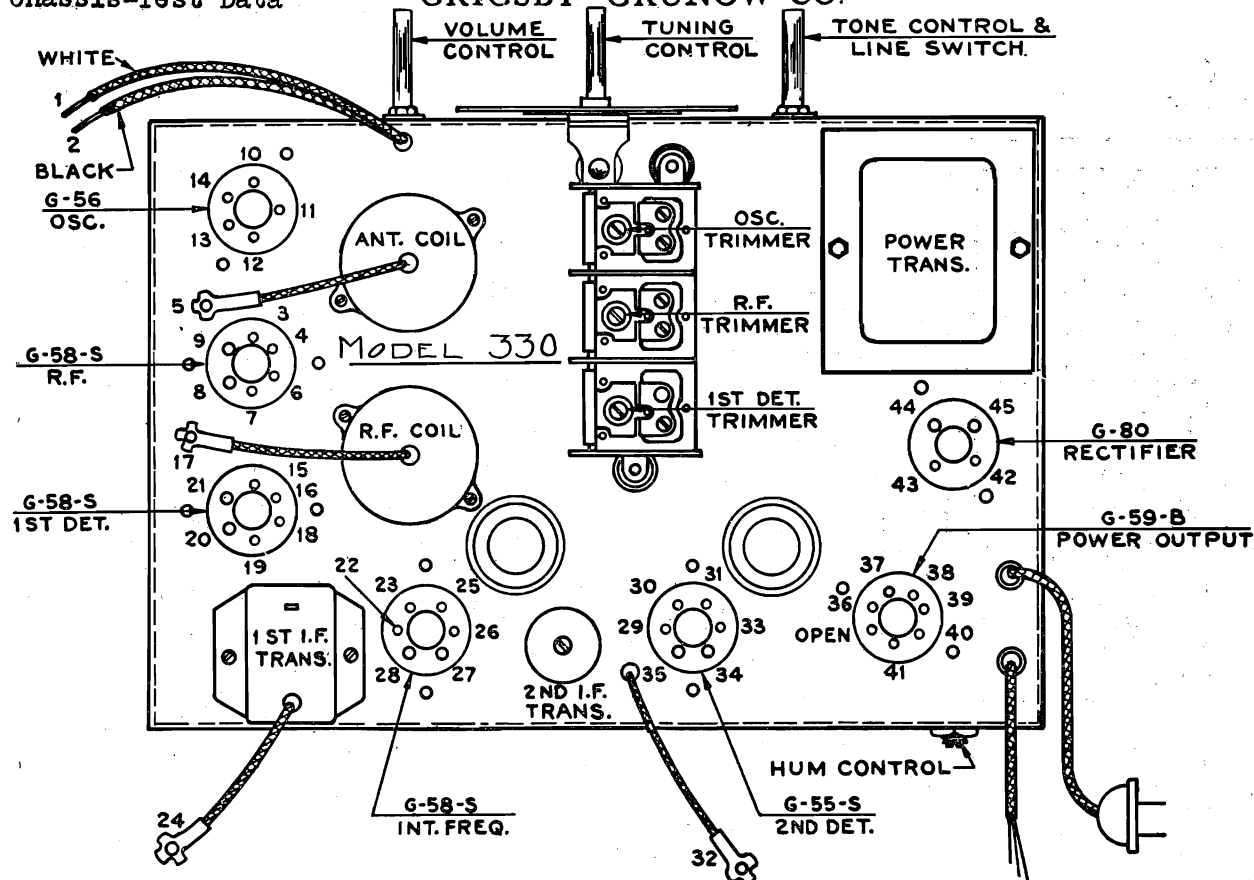 Chassis-Test Data
GRIGSBY-GRUNOW CO.
VOLUME
CONTROL
TUNING
CONTROL
TONE CONTROL &
LINE SWITCH.
WHITE
1
2
BLACK
G-56
OSC.
10
14
11
13
12
ANT. COIL
5
3
OSC.
TRIMMER
POWER
TRANS.
R.F.
TRIMMER
G-58-S
R.F.
9
4
8
6
7
MODEL 330
1ST DET.
TRIMMER
17
R.F. COIL
44
45
43
42
G-80
RECTIFIER
G-58-S
1ST DET.
15
21
16
20
18
19
G-59-B
POWER OUTPUT
22
23
25
26
28
27
1ST I.F.
TRANS.
2ND I.F.
TRANS.
30
31
29
33
35
34
37
38
36
39
OPEN
40
41
HUM CONTROL
24
G-58-S
INT. FREQ.
32
G-55-S
2ND DET.